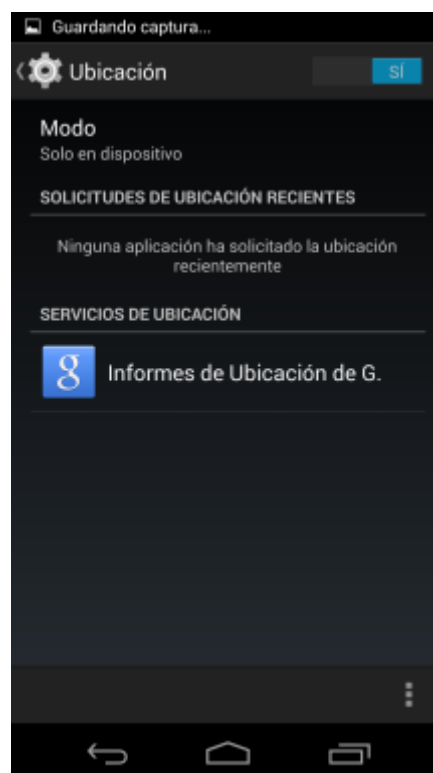 Guardando captura...
Ubicación
SÍ
Modo
Solo en dispositivo
SOLICITUDES DE UBICACIÓN RECIENTES
Ninguna aplicación ha solicitado la ubicación
recientemente
SERVICIOS DE UBICACIÓN
g
Informes de Ubicación de G.